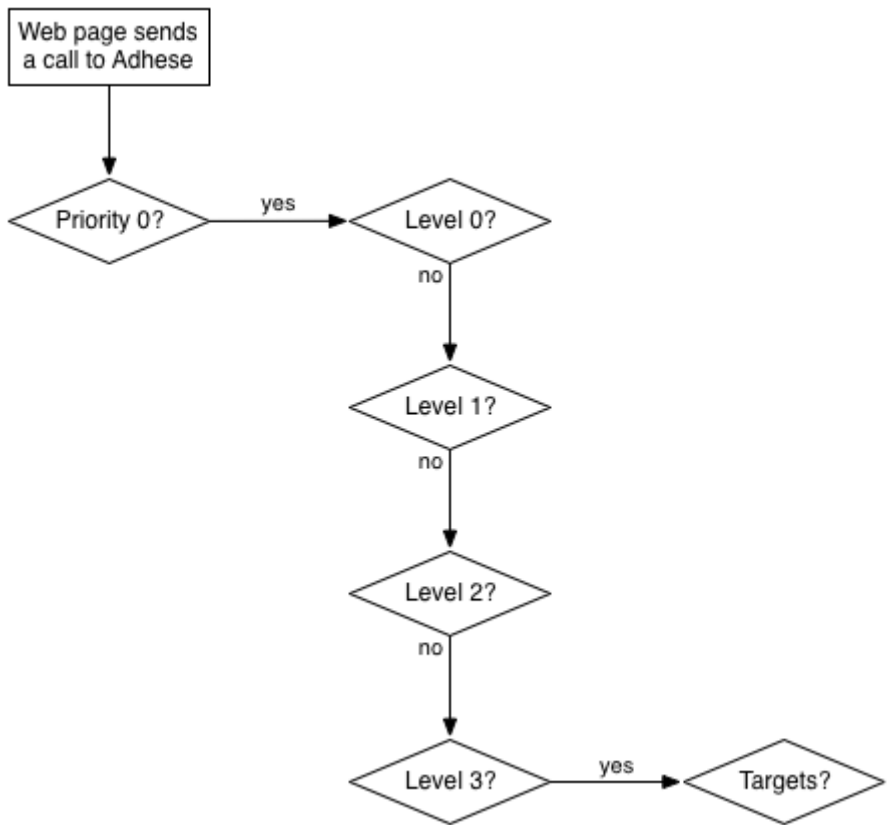 Web page sends
a call to Adhese
Priority 0?
yes
Level 0?
no
Level 1?
no
Level 2?
no
Level 3?
yes
Targets?